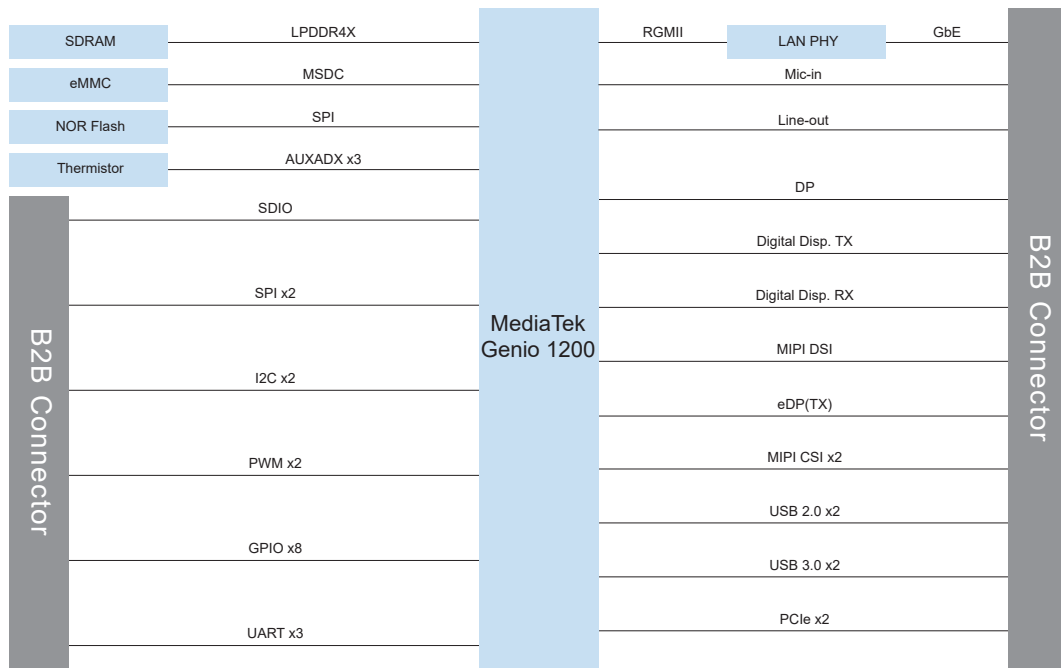 SDRAM
LPDDR4X
RGMII
LAN PHY
GbE
eMMC
MSDC
Mic-in
NOR Flash
SPI
Line-out
Thermistor
AUXADX x3
DP
SDIO
Digital Disp. TX
SPI x2
Digital Disp. RX
MediaTek
Genio 1200
B2B Connector
B2B Connector
MIPI DSI
I2C x2
eDP(TX)
PWM x2
MIPI CSI x2
USB 2.0 x2
GPIO x8
USB 3.0 x2
UART x3
PCIe x2